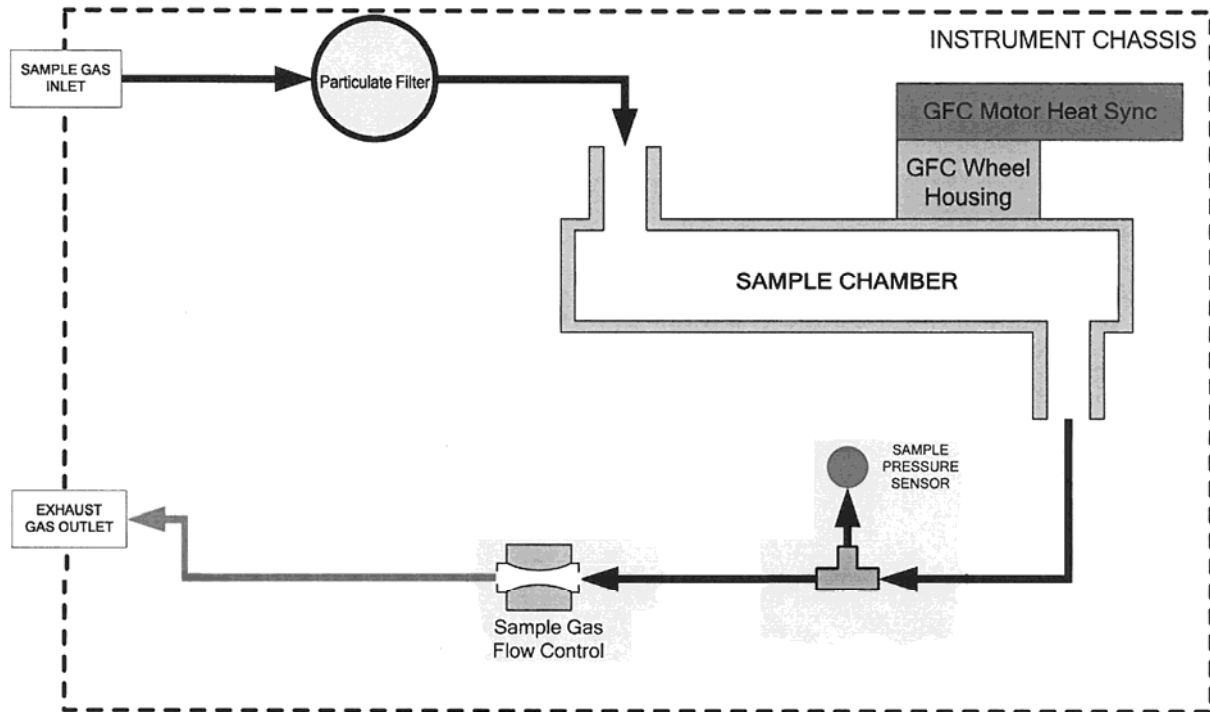 INSTRUMENT CHASSIS
SAMPLE GAS
INLET
Particulate Filter
GFC Motor Heat Sync
GFC Wheel
Housing
SAMPLE CHAMBER
SAMPLE
PRESSURE
SENSOR
EXHAUST
GAS OUTLET
Sample Gas
Flow Control